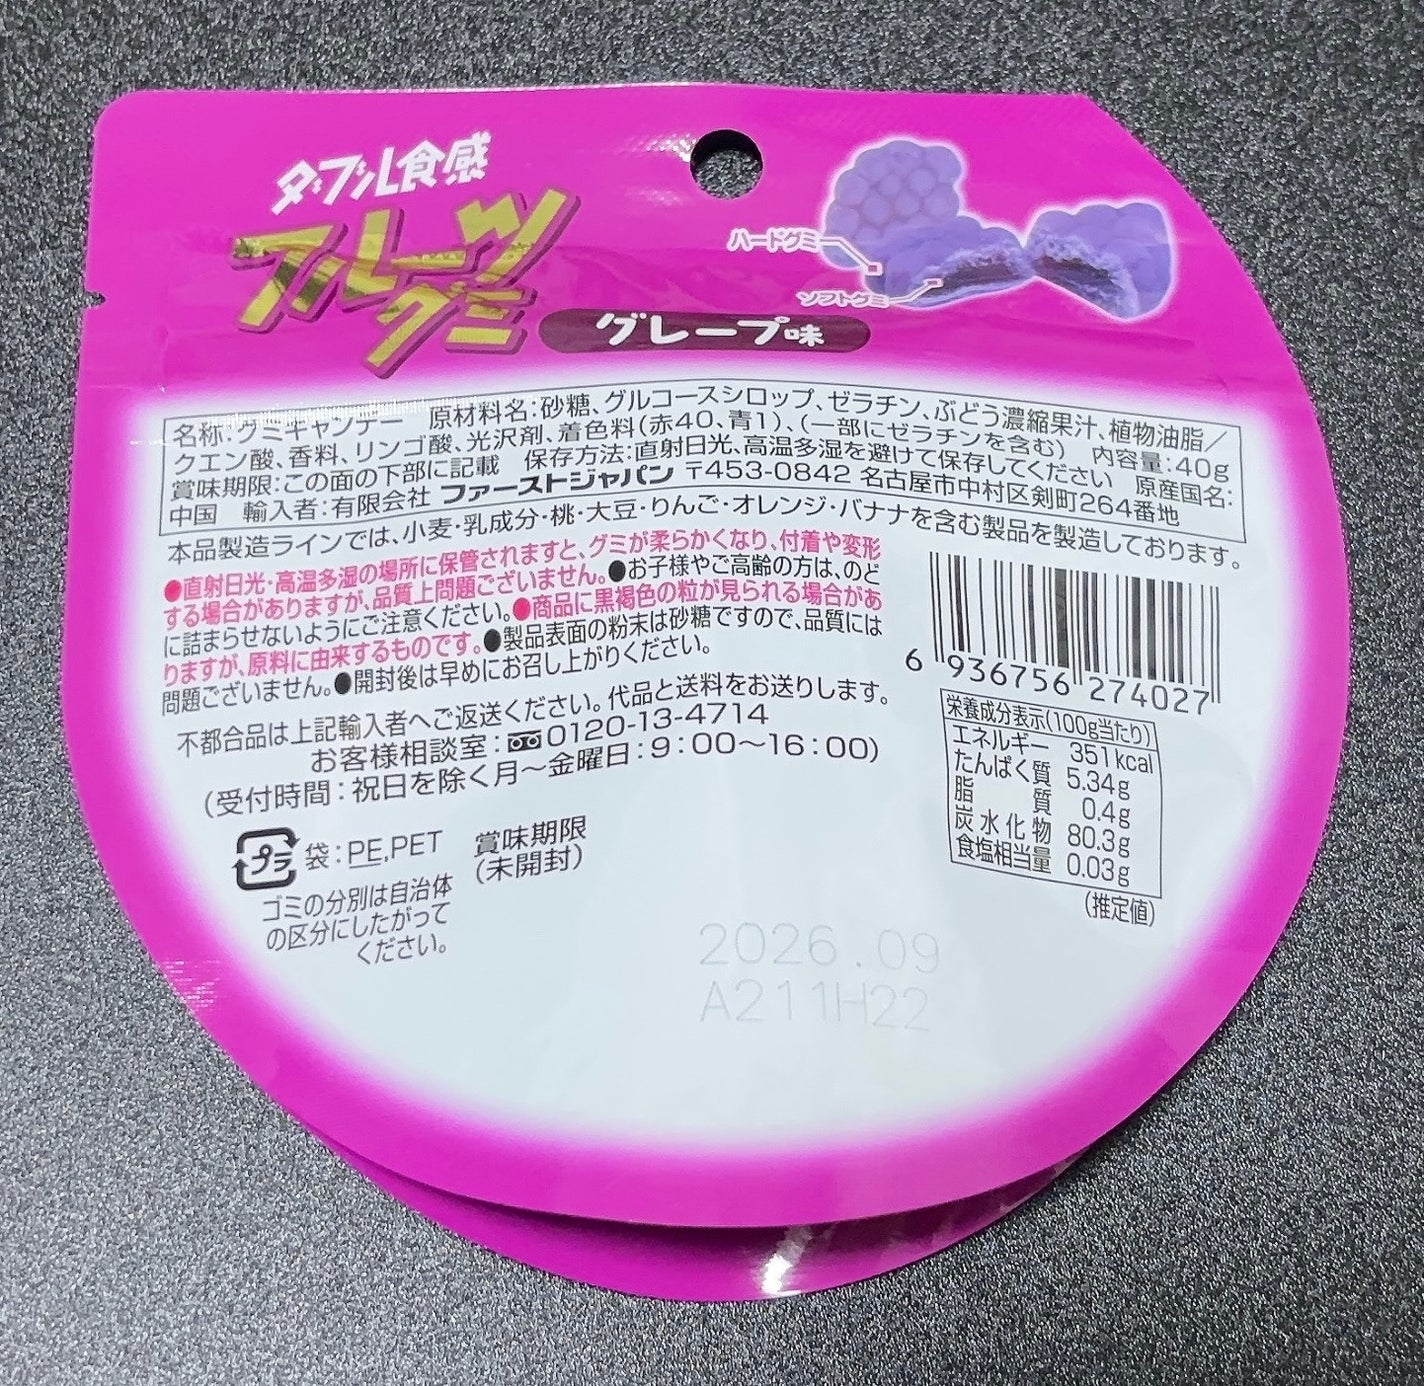 ダブル食感
フルーツ
グミ
グレープ味
ハードグミ
ソフトグミ
名称:グミキャンデー 原材料名:砂糖、グルコースシロップ、ゼラチン、ぶどう濃縮果汁、植物油脂/
クエン酸、香料、リンゴ酸、光沢剤、着色料(赤40、青1)、(一部にゼラチンを含む) 内容量:40g
賞味期限:この面の下部に記載 保存方法:直射日光、高温多湿を避けて保存してください 原産国名:
中国 輸入者:有限会社 ファーストジャパン 〒453-0842 名古屋市中村区剣町264番地
本品製造ラインでは、小麦・乳成分・桃・大豆・りんご・オレンジ・バナナを含む製品を製造しております。
●直射日光・高温多湿の場所に保管されますと、グミが柔らかくなり、付着や変形
する場合がありますが、品質上問題ございません。●お子様やご高齢の方は、のど
に詰まらせないようにご注意ください。●商品に黒褐色の粒が見られる場合があ
りますが、原料に由来するものです。●製品表面の粉末は砂糖ですので、品質には
問題ございません。●開封後は早めにお召し上がりください。
不都合品は上記輸入者へご返送ください。代品と送料をお送りします。
お客様相談室:0120-13-4714
(受付時間:祝日を除く月〜金曜日:9:00〜16:00)
6 936756 274027
栄養成分表示(100g当たり)
エネルギー 351kcal
たんぱく質 5.34g
脂質 0.4g
炭水化物 80.3g
食塩相当量 0.03g
(推定値)
プラ 袋:PE,PET
ゴミの分別は自治体
の区分にしたがって
ください。
賞味期限
(未開封)
2026.09
A211H22